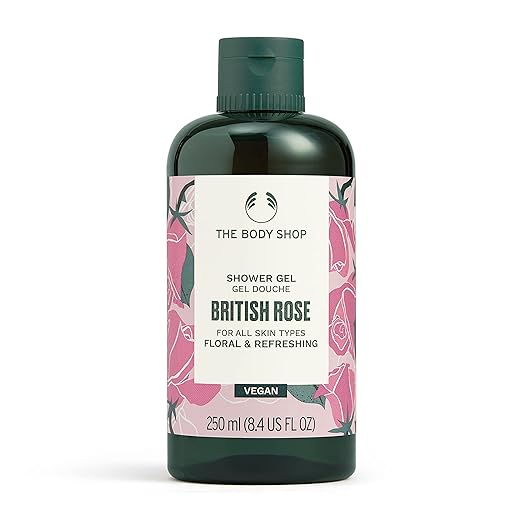 THE BODY SHOP
SHOWER GEL
GEL DOUCHE
BRITISH ROSE
FOR ALL SKIN TYPES
FLORAL & REFRESHING
VEGAN
250 ml (8.4 US FL OZ)